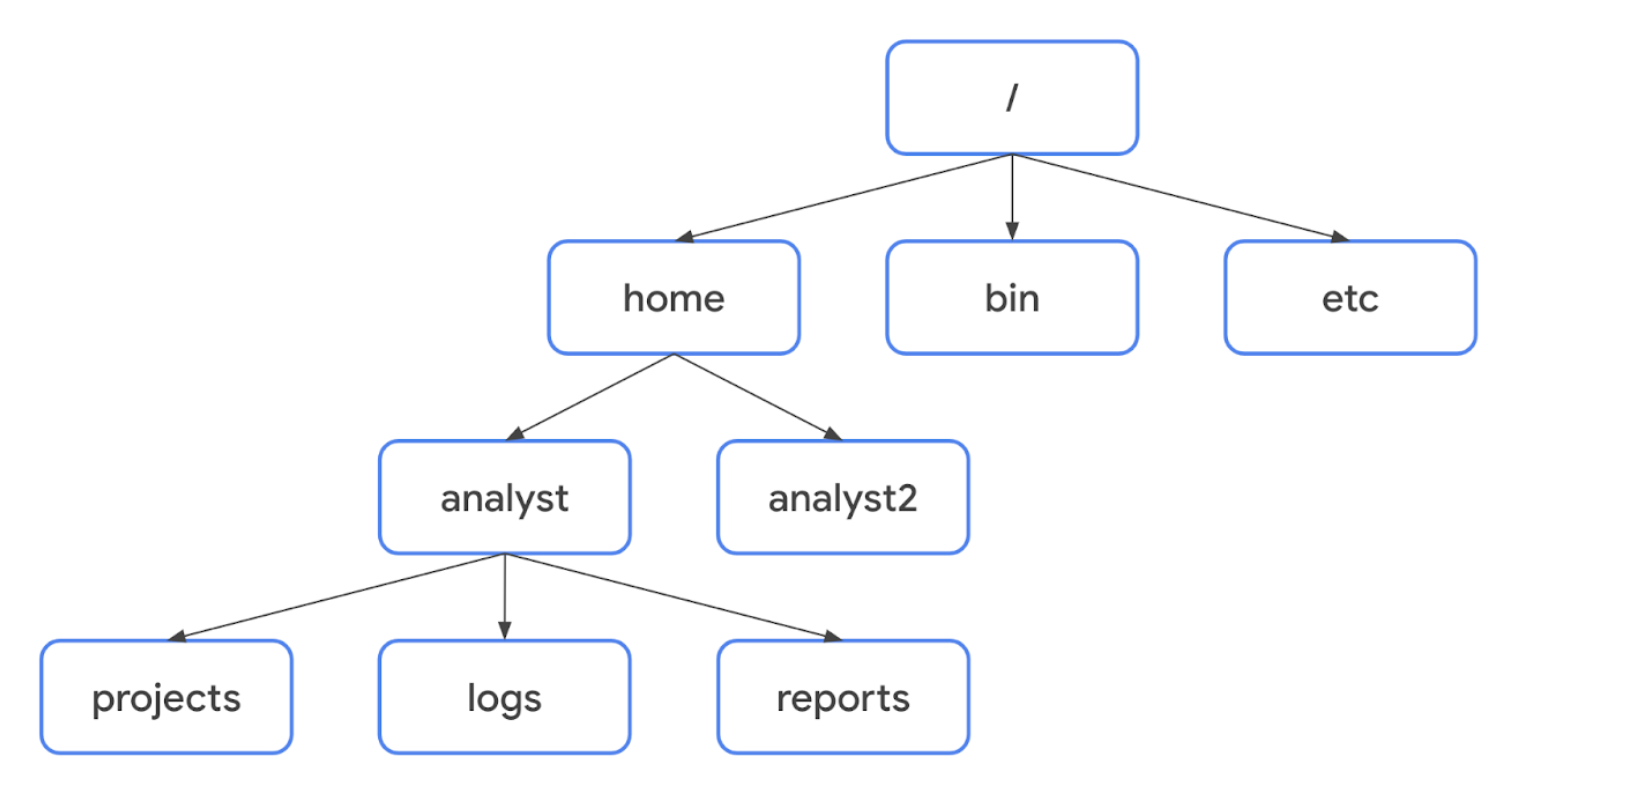 /
home
bin
etc
analyst
analyst2
projects
logs
reports